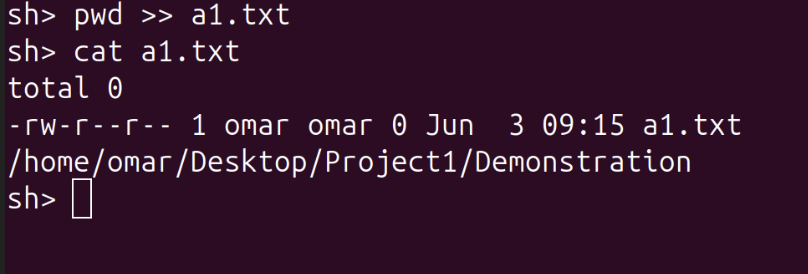 sh> pwd >> a1.txt
sh> cat a1.txt
total 0
-rw-r--r-- 1 omar omar 0 Jun  3 09:15 a1.txt
/home/omar/Desktop/Project1/Demonstration
sh>